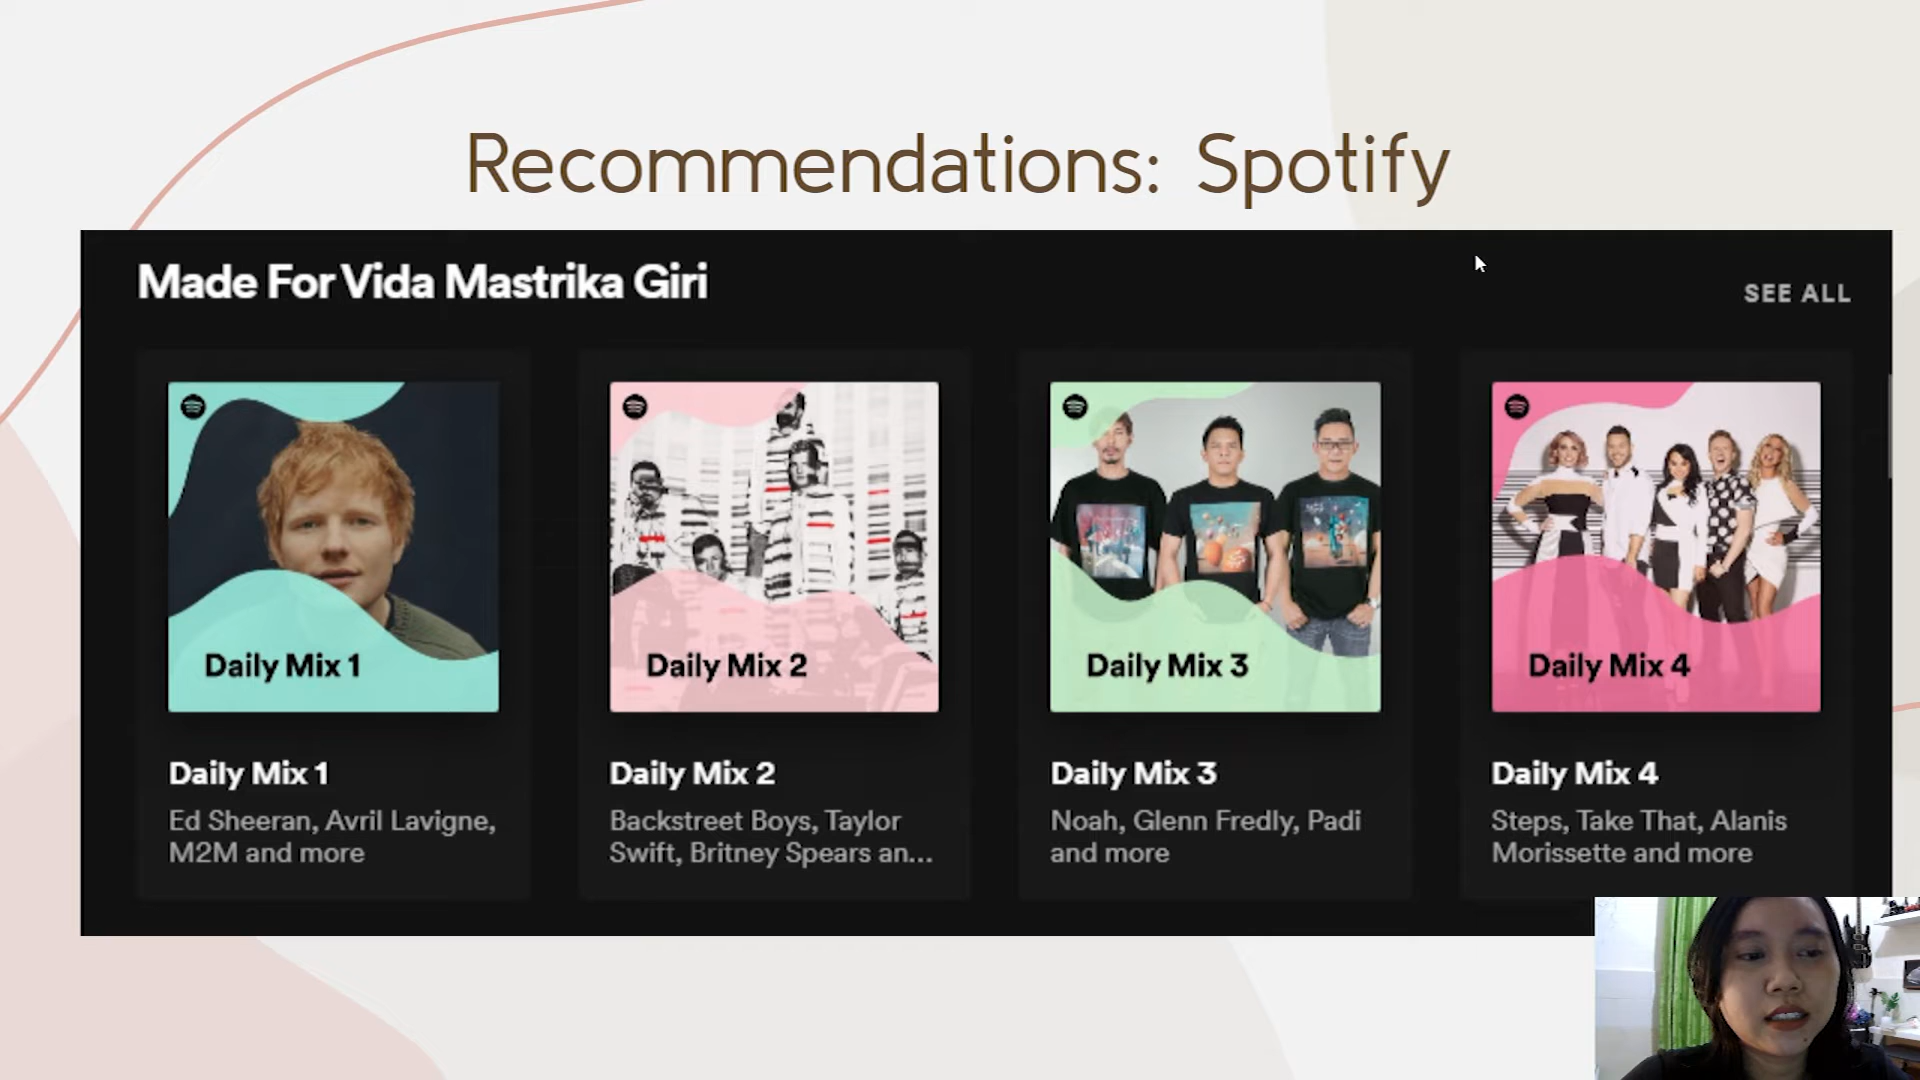 Recommendations: Spotify
Made For Vida Mastrika Giri
SEE ALL
Daily Mix 1
Daily Mix 2
Daily Mix 3
Daily Mix 4
Daily Mix 1
Ed Sheeran, Avril Lavigne,
M2M and more
Daily Mix 2
Backstreet Boys, Taylor
Swift, Britney Spears an...
Daily Mix 3
Noah, Glenn Fredly, Padi
and more
Daily Mix 4
Steps, Take That, Alanis
Morissette and more